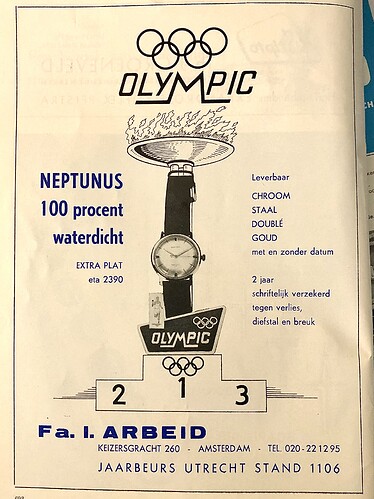 OLYMPIC
NEPTUNUS
100 procent
waterdicht
EXTRA PLAT
eta 2390
Leverbaar
CHROOM
STAAL
DOUBLÉ
GOUD
met en zonder datum
2 jaar
schriftelijk verzekerd
tegen verlies,
diefstal en breuk
OLYMPIC
2 1 3
Fa. I. ARBEID
KEIZERSGRACHT 260 - AMSTERDAM - TEL. 020-221295
JAARBEURS UTRECHT STAND 1106